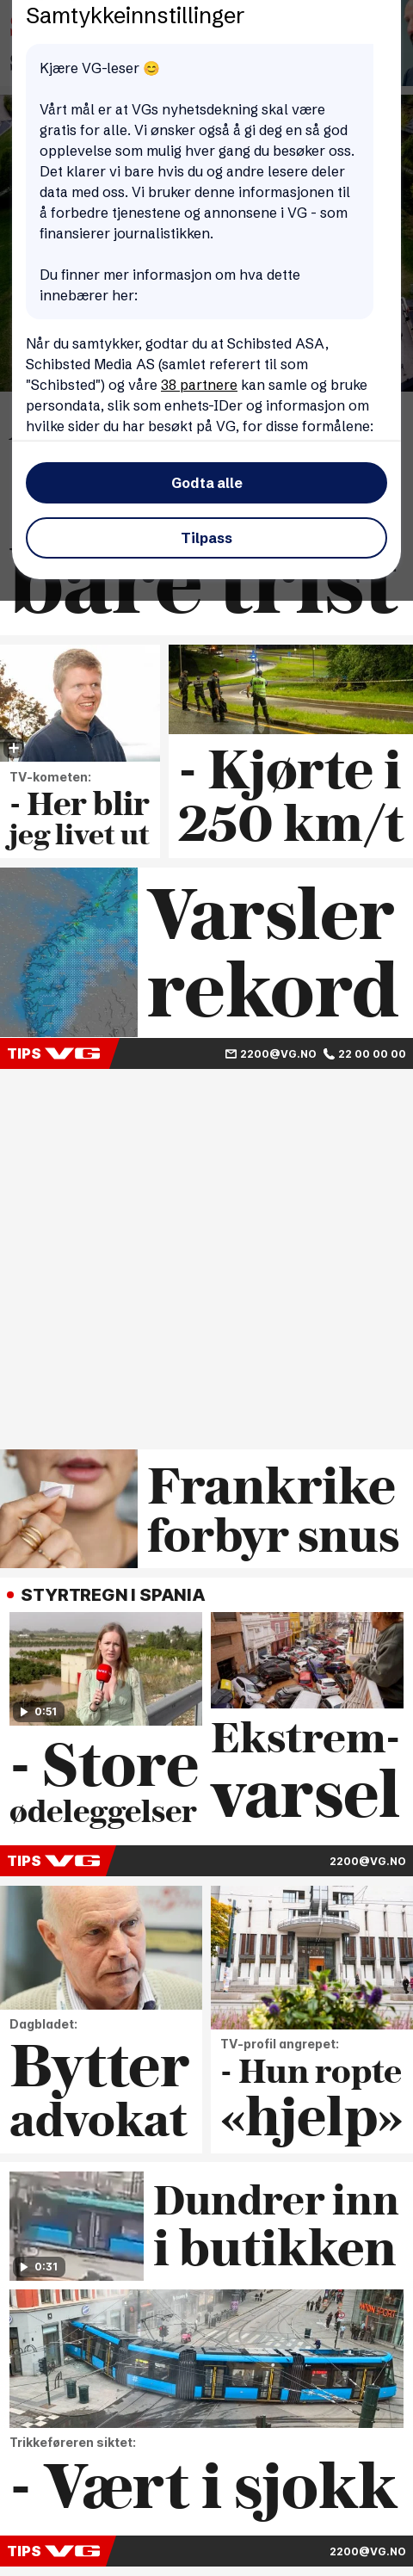 Samtykkeinnstillinger
Kjære VG-leser 😊
Vårt mål er at VGs nyhetsdekning skal være
gratis for alle. Vi ønsker også å gi deg en så god
opplevelse som mulig hver gang du besøker oss.
Det klarer vi bare hvis du og andre lesere deler
data med oss. Vi bruker denne informasjonen til
å forbedre tjenestene og annonsene i VG - som
finansierer journalistikken.
Du finner mer informasjon om hva dette
innebærer her:
Når du samtykker, godtar du at Schibsted ASA,
Schibsted Media AS (samlet referert til som
"Schibsted") og våre 38 partnere kan samle og bruke
persondata, slik som enhets-IDer og informasjon om
hvilke sider du har besøkt på VG, for disse formålene:
Godta alle
Tilpass
bare trist
TV-kometen:
- Her blir
jeg livet ut
- Kjørte i
250 km/t
Varsler
rekord
TIPS VG 2200@VG.NO 22 00 00 00
Frankrike
forbyr snus
STYRTREGN I SPANIA
0:51
- Store
ødeleggelser
Ekstrem-
varsel
TIPS VG 2200@VG.NO
Dagbladet:
Bytter
advokat
TV-profil angrepet:
- Hun ropte
«hjelp»
0:31
Dundrer inn
i butikken
Trikkeføreren siktet:
- Vært i sjokk
TIPS VG 2200@VG.NO